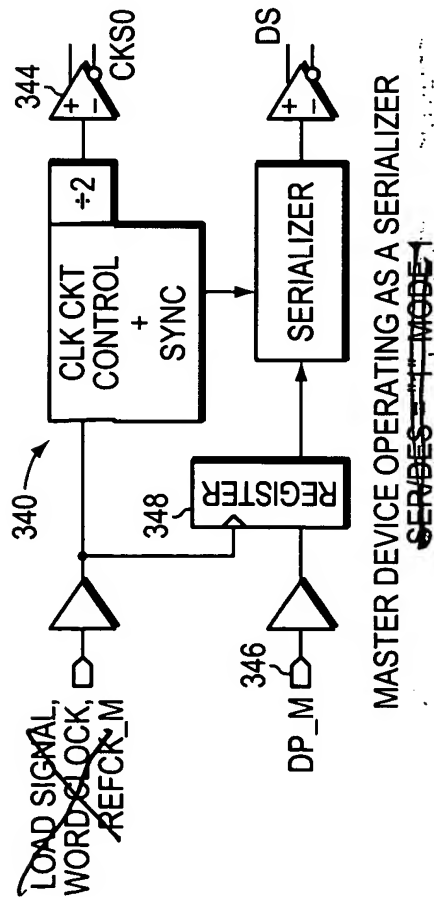 344
CKS0
+
−
÷2
CLK CKT
CONTROL
+
SYNC
340
LOAD SIGNAL,
WORD CLOCK,
REFCK_M
348
REGISTER
SERIALIZER
DS
+
−
346
DP_M
MASTER DEVICE OPERATING AS A SERIALIZER
SER/DES = "1", MODE 1